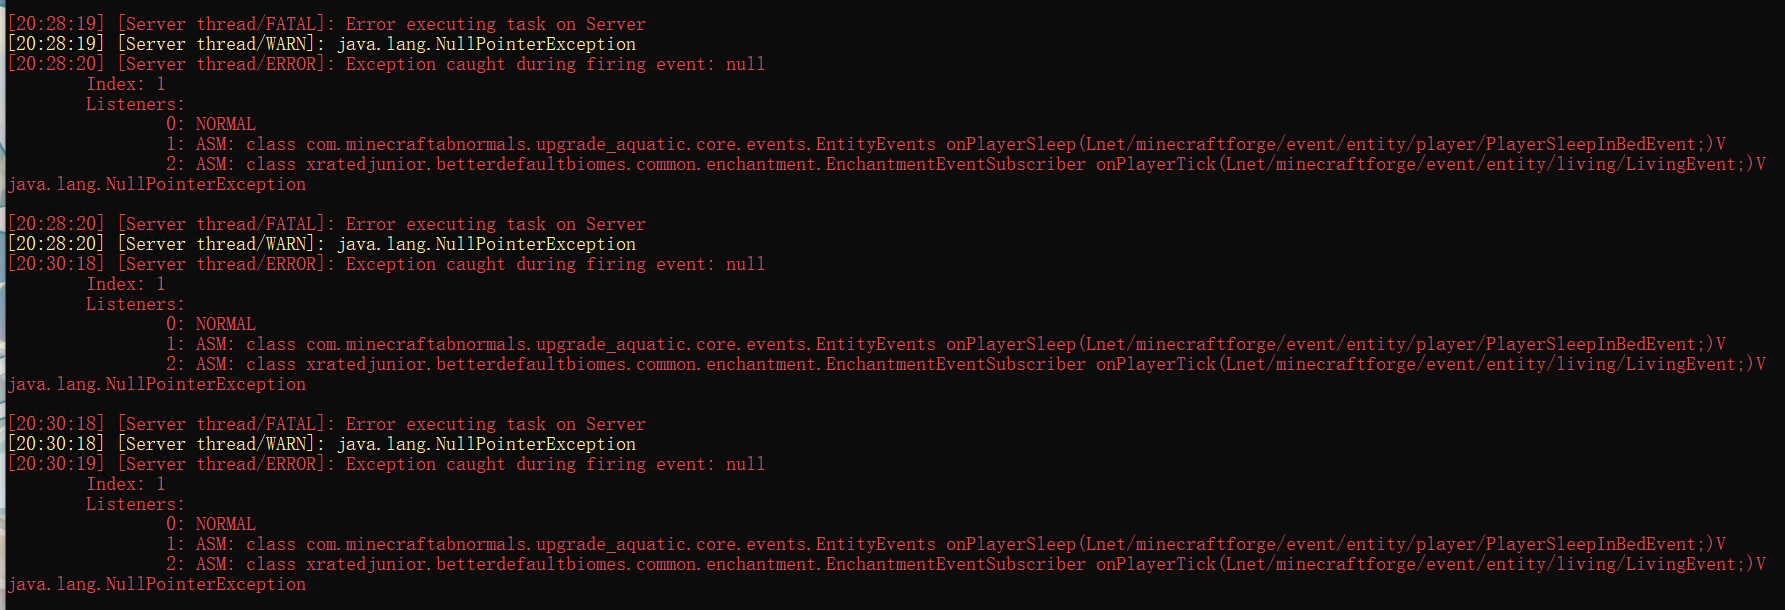 [20:28:19] [Server thread/FATAL]: Error executing task on Server
[20:28:19] [Server thread/WARN]: java.lang.NullPointerException
[20:28:20] [Server thread/ERROR]: Exception caught during firing event: null
Index: 1
Listeners:
0: NORMAL
1: ASM: class com.minecraftabnormals.upgrade_aquatic.core.events.EntityEvents onPlayerSleep(Lnet/minecraftforge/event/entity/player/PlayerSleepInBedEvent;)V
2: ASM: class xratedjunior.betterdefaultbiomes.common.enchantment.EnchantmentEventSubscriber onPlayerTick(Lnet/minecraftforge/event/entity/living/LivingEvent;)V
java.lang.NullPointerException
[20:28:20] [Server thread/FATAL]: Error executing task on Server
[20:28:20] [Server thread/WARN]: java.lang.NullPointerException
[20:30:18] [Server thread/ERROR]: Exception caught during firing event: null
Index: 1
Listeners:
0: NORMAL
1: ASM: class com.minecraftabnormals.upgrade_aquatic.core.events.EntityEvents onPlayerSleep(Lnet/minecraftforge/event/entity/player/PlayerSleepInBedEvent;)V
2: ASM: class xratedjunior.betterdefaultbiomes.common.enchantment.EnchantmentEventSubscriber onPlayerTick(Lnet/minecraftforge/event/entity/living/LivingEvent;)V
java.lang.NullPointerException
[20:30:18] [Server thread/FATAL]: Error executing task on Server
[20:30:18] [Server thread/WARN]: java.lang.NullPointerException
[20:30:19] [Server thread/ERROR]: Exception caught during firing event: null
Index: 1
Listeners:
0: NORMAL
1: ASM: class com.minecraftabnormals.upgrade_aquatic.core.events.EntityEvents onPlayerSleep(Lnet/minecraftforge/event/entity/player/PlayerSleepInBedEvent;)V
2: ASM: class xratedjunior.betterdefaultbiomes.common.enchantment.EnchantmentEventSubscriber onPlayerTick(Lnet/minecraftforge/event/entity/living/LivingEvent;)V
java.lang.NullPointerException